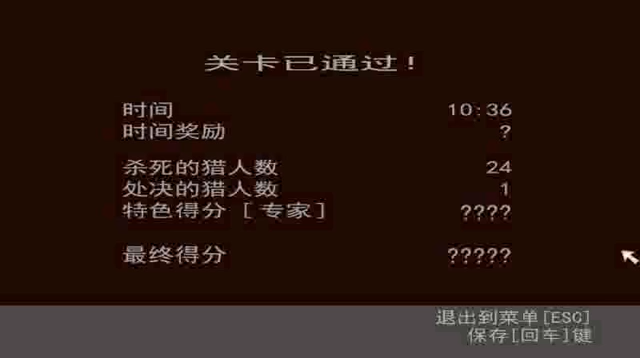 关卡已通过!
时间 10:36
时间奖励 ?
杀死的猎人数 24
处决的猎人数 1
特色得分 [专家] ????
最终得分 ?????
退出到菜单[ESC]
保存[回车]键